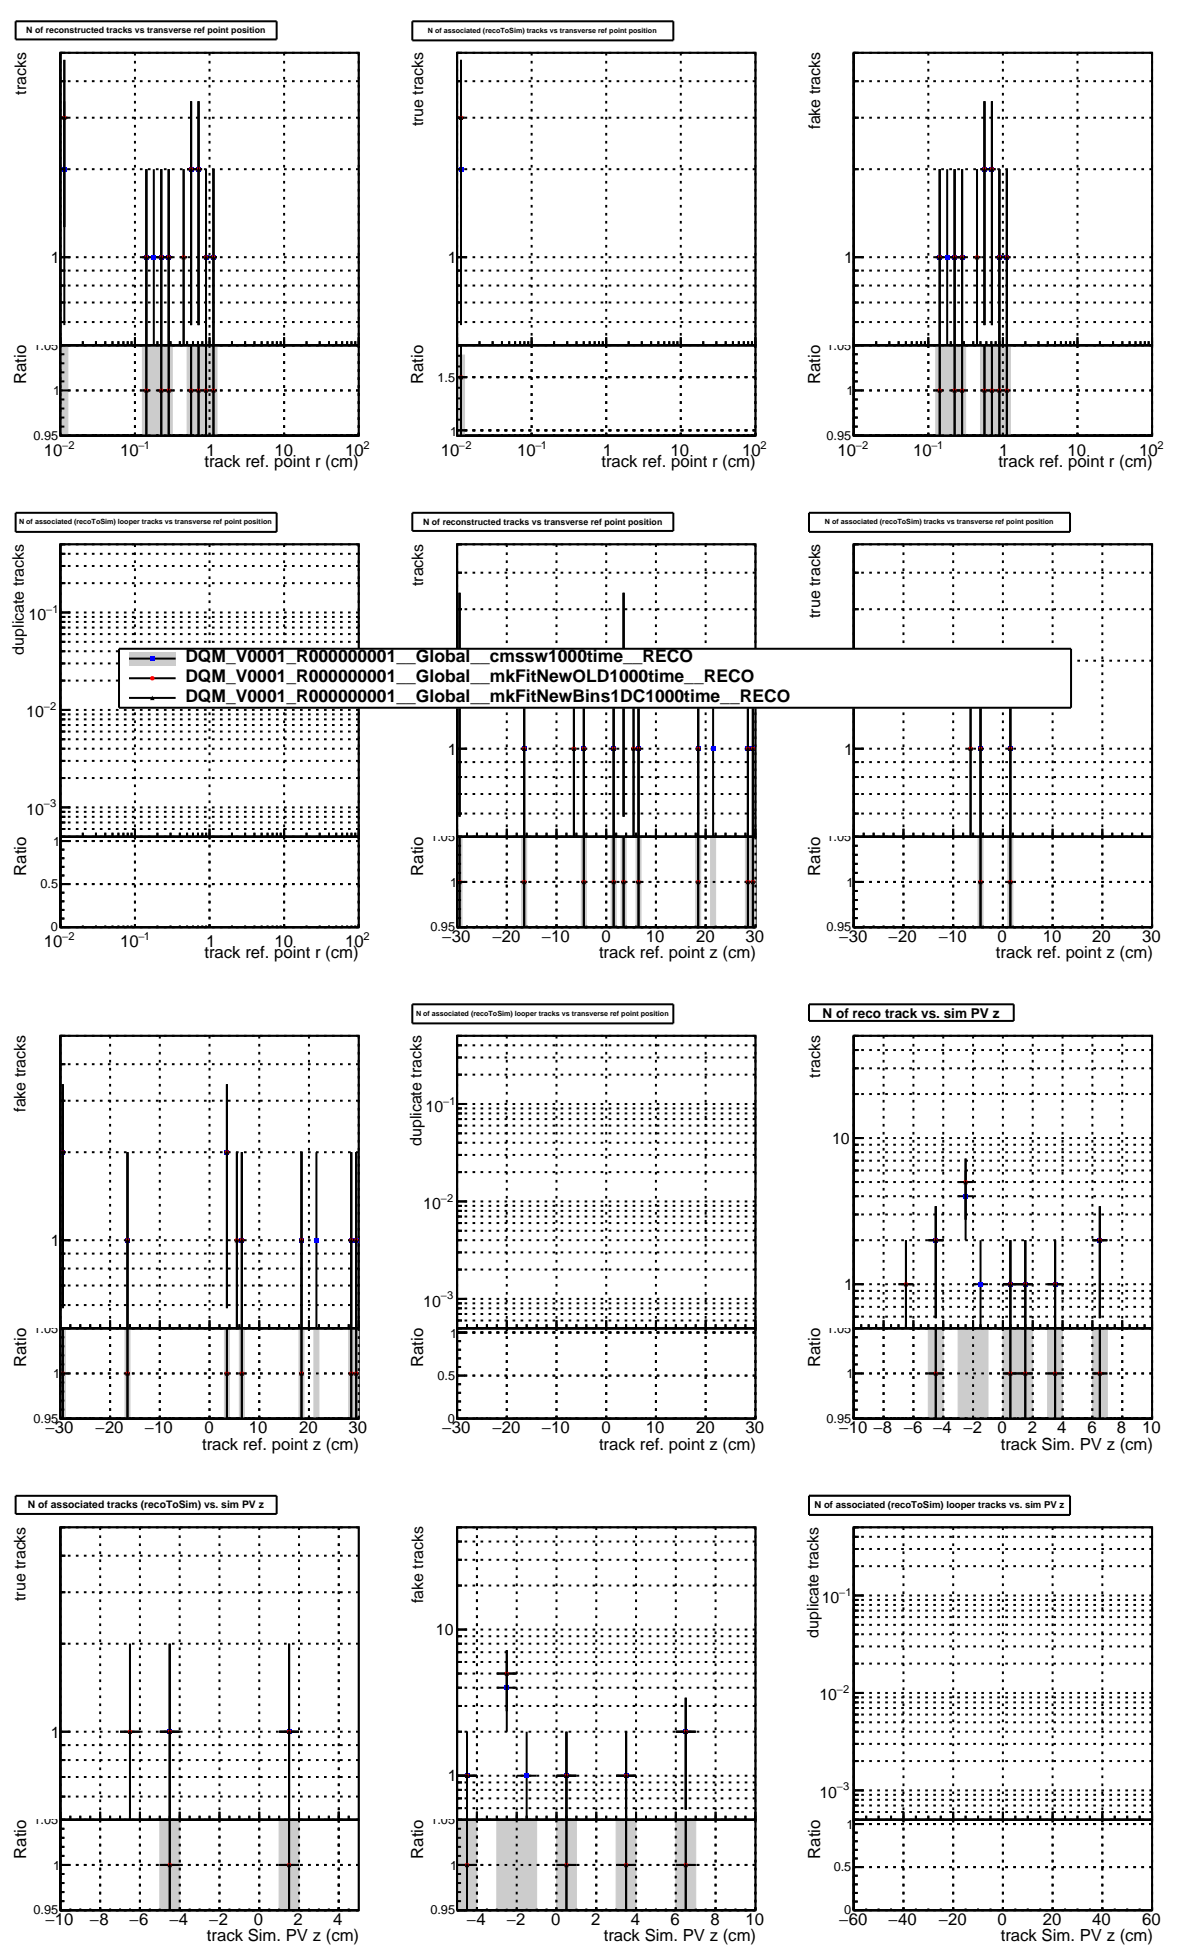 N of reconstructed tracks vs transverse ref point position
tracks
1
Ratio
1.05
1
0.95
10−2 10−1 1 10 102
track ref. point r (cm)
N of associated (recoToSim) tracks vs transverse ref point position
true tracks
1
Ratio
1.5
1
10−2 10−1 1 10 102
track ref. point r (cm)
fake tracks
1
Ratio
1.05
1
0.95
10−2 10−1 1 10 102
track ref. point r (cm)
N of associated (recoToSim) looper tracks vs transverse ref point position
duplicate tracks
10−1
10−2
10−3
Ratio
1
0.5
0
10−2 10−1 1 10 102
track ref. point r (cm)
N of reconstructed tracks vs transverse ref point position
tracks
1
Ratio
1.05
1
0.95
−30 −20 −10 0 10 20 30
track ref. point z (cm)
N of associated (recoToSim) tracks vs transverse ref point position
true tracks
1
Ratio
1.05
1
0.95
−30 −20 −10 0 10 20 30
track ref. point z (cm)
DQM_V0001_R000000001__Global__cmssw1000time__RECO
DQM_V0001_R000000001__Global__mkFitNewOLD1000time__RECO
DQM_V0001_R000000001__Global__mkFitNewBins1DC1000time__RECO
fake tracks
1
Ratio
1.05
1
0.95
−30 −20 −10 0 10 20 30
track ref. point z (cm)
N of associated (recoToSim) looper tracks vs transverse ref point position
duplicate tracks
10−1
10−2
10−3
Ratio
1
0.5
0
−30 −20 −10 0 10 20 30
track ref. point z (cm)
N of reco track vs. sim PV z
tracks
10
1
Ratio
1.05
1
0.95
−10 −8 −6 −4 −2 0 2 4 6 8 10
track Sim. PV z (cm)
N of associated tracks (recoToSim) vs. sim PV z
true tracks
1
Ratio
1.05
1
0.95
−10 −8 −6 −4 −2 0 2 4
track Sim. PV z (cm)
fake tracks
10
1
Ratio
1.05
1
0.95
−4 −2 0 2 4 6 8 10
track Sim. PV z (cm)
N of associated (recoToSim) looper tracks vs. sim PV z
duplicate tracks
10−1
10−2
10−3
Ratio
1
0.5
0
−60 −40 −20 0 20 40 60
track Sim. PV z (cm)